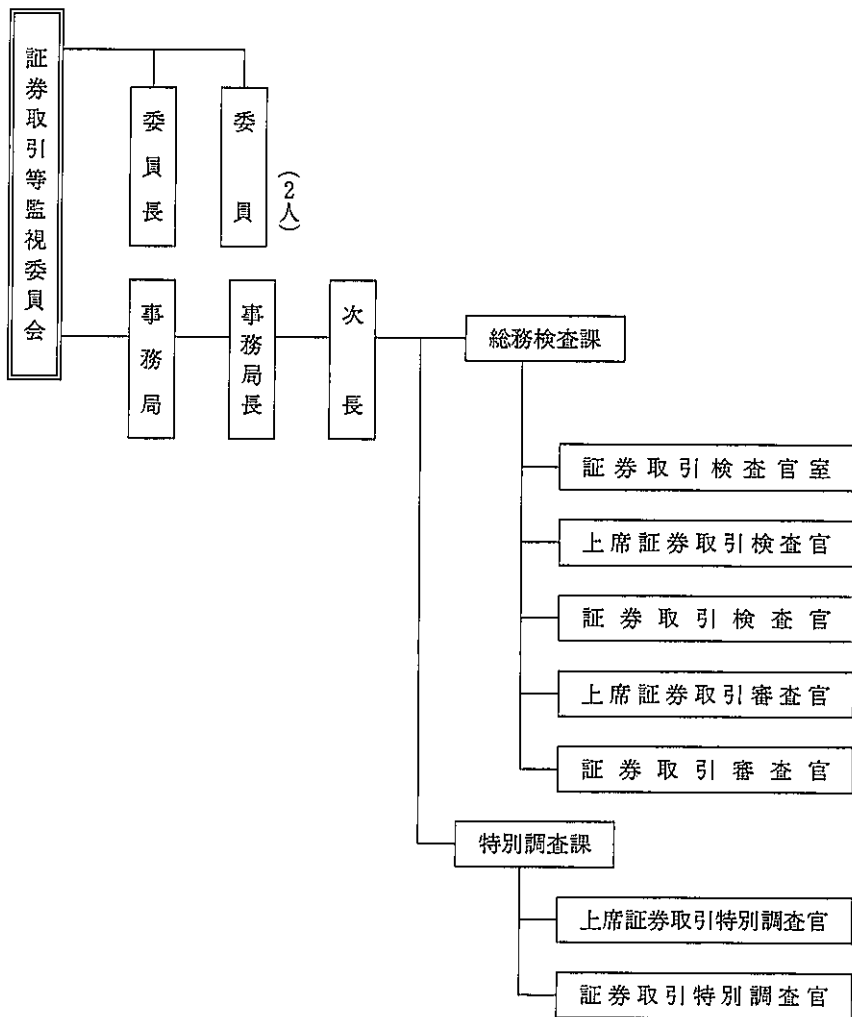 証券取引等監視委員会
委員長
委員
(2人)
事務局
事務局長
次長
総務検査課
証券取引検査官室
上席証券取引検査官
証券取引検査官
上席証券取引審査官
証券取引審査官
特別調査課
上席証券取引特別調査官
証券取引特別調査官